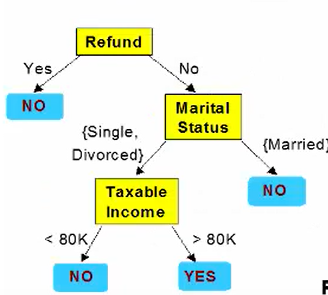 Refund
Yes
No
NO
Marital
Status
{Single,
Divorced}
{Married}
Taxable
Income
NO
< 80K
> 80K
NO
YES